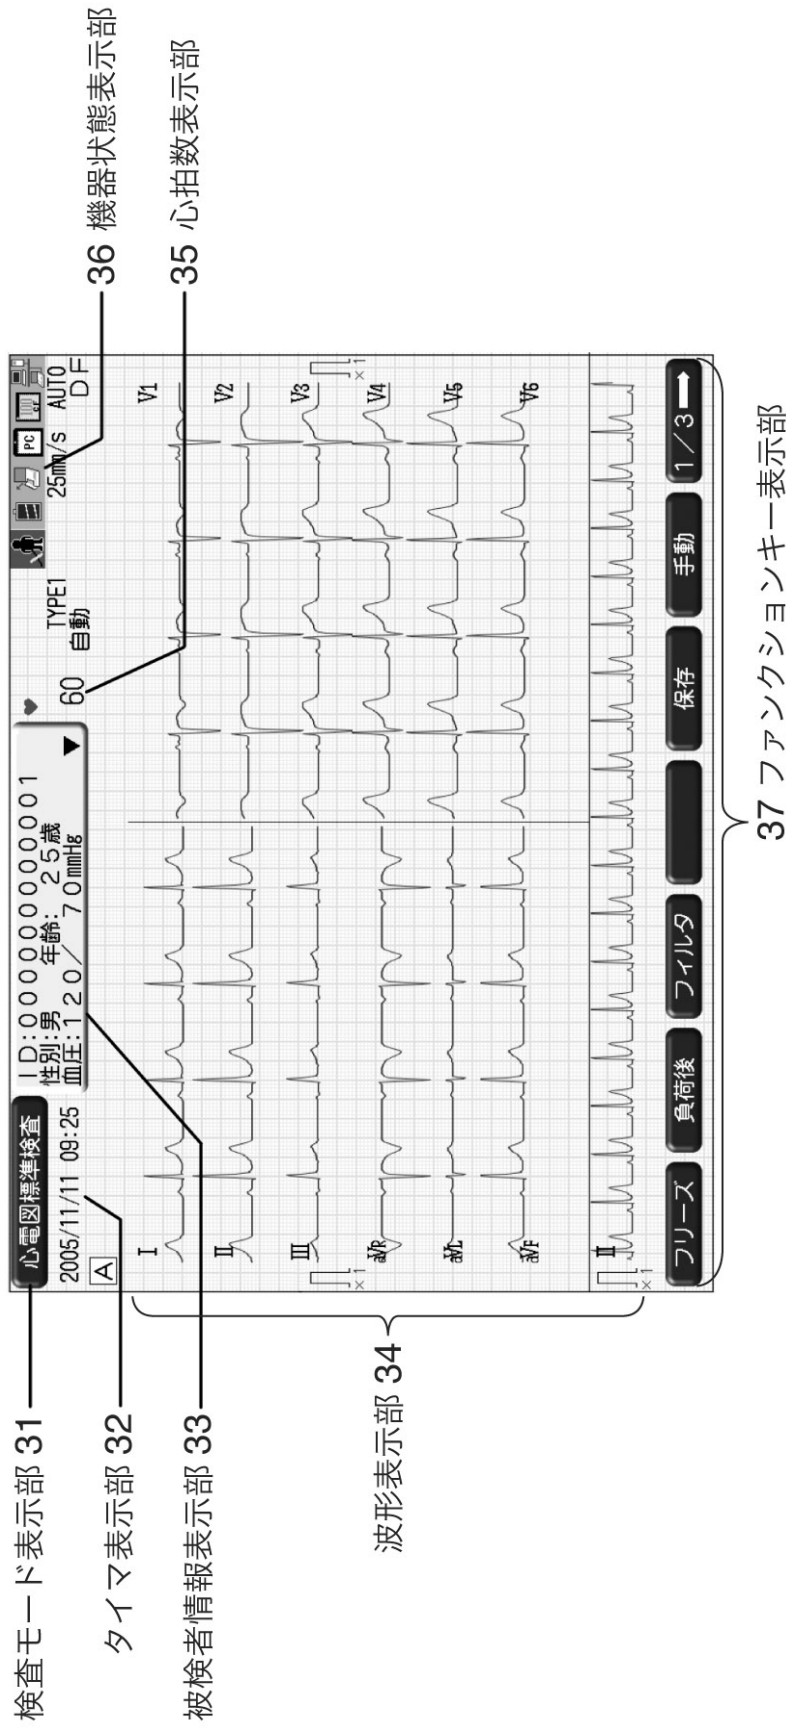 検査モード表示部 31
タイマ表示部 32
被検者情報表示部 33
波形表示部 34
36 機器状態表示部
35 心拍数表示部
37 ファンクションキー表示部
心電図標準検査
2005/11/11 09:25
A
ID:00000000000001
性別:男 年齢: 25歳
血圧:120/ 70mmHg
▼
♥
60
TYPE1
自動
PC
CF
25mm/s AUTO
DF
I
II
III
aVR
aVL
aVF
×1
V1
V2
V3
V4
V5
V6
×1
II
×1
フリーズ
負荷後
フィルタ
保存
手動
1/3➡